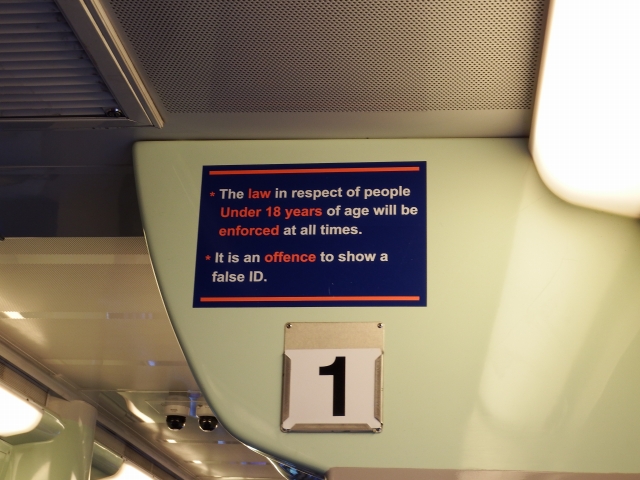 * The law in respect of people
Under 18 years of age will be
enforced at all times.
* It is an offence to show a
false ID.
1